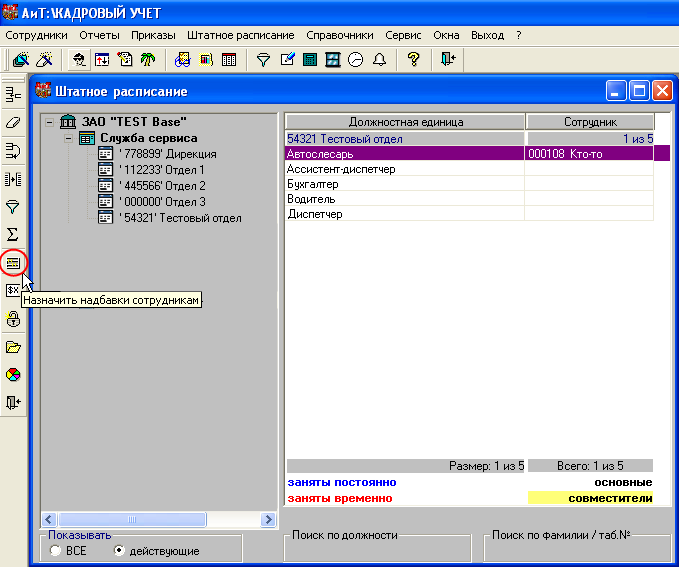 АиТ:\КАДРОВЫЙ УЧЕТ
Сотрудники Отчеты Приказы Штатное расписание Справочники Сервис Окна Выход ?
Штатное расписание
ЗАО "TEST Base"
Служба сервиса
'778899' Дирекция
'112233' Отдел 1
'445566' Отдел 2
'000000' Отдел 3
'54321' Тестовый отдел
Назначить надбавки сотрудникам
Должностная единица Сотрудник
54321 Тестовый отдел 1 из 5
Автослесарь 000108 Кто-то
Ассистент-диспетчер
Бухгалтер
Водитель
Диспетчер
Размер: 1 из 5 Всего: 1 из 5
заняты постоянно основные
заняты временно совместители
Показывать
ВСЕ действующие
Поиск по должности
Поиск по фамилии / таб.№